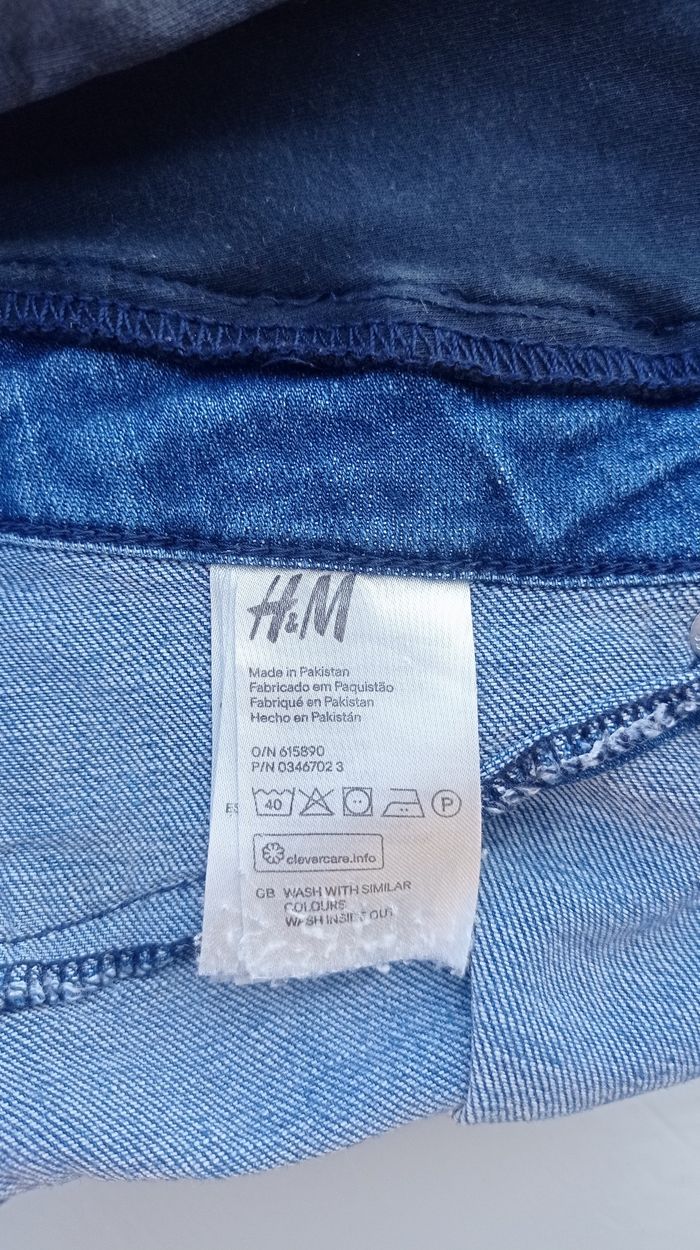 H&M
Made in Pakistan
Fabricado em Paquistão
Fabriqué en Pakistan
Hecho en Pakistán
O/N 615890
P/N 0346702 3
ES
40 P
clevercare.info
GB WASH WITH SIMILAR
COLOURS
WASH INSIDE OUT